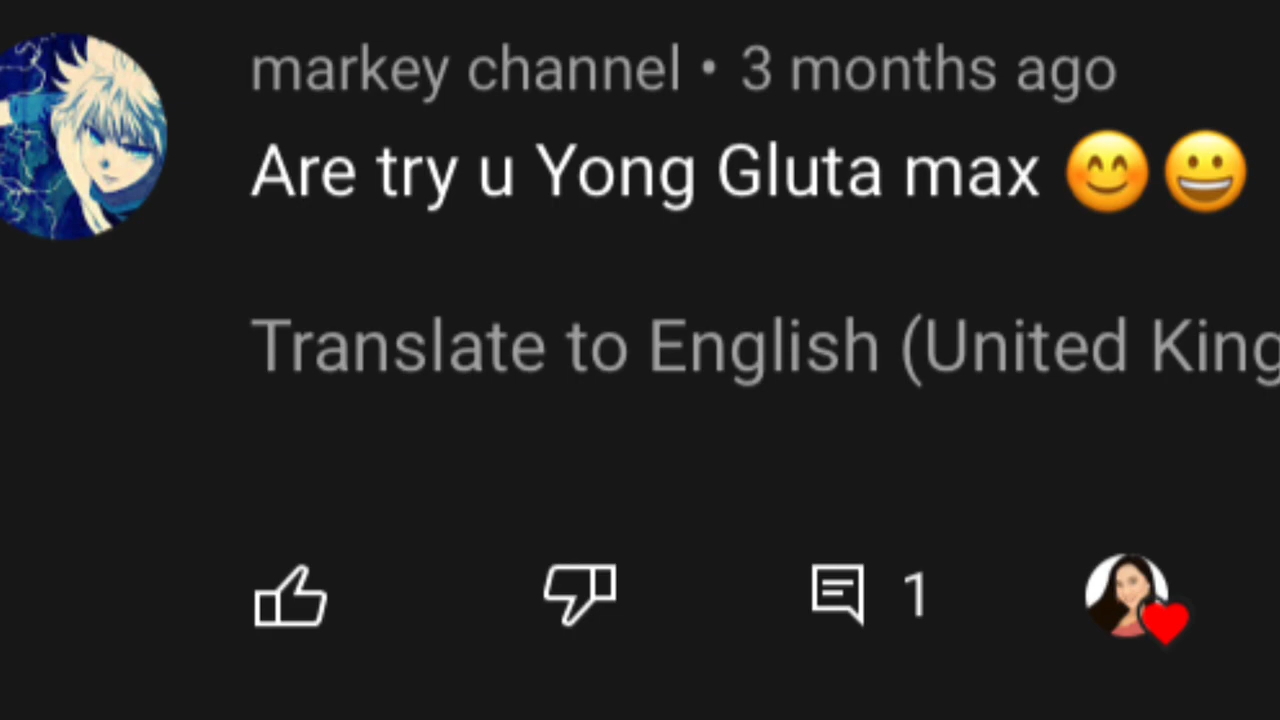 markey channel • 3 months ago
Are try u Yong Gluta max 😊😀
Translate to English (United King
1